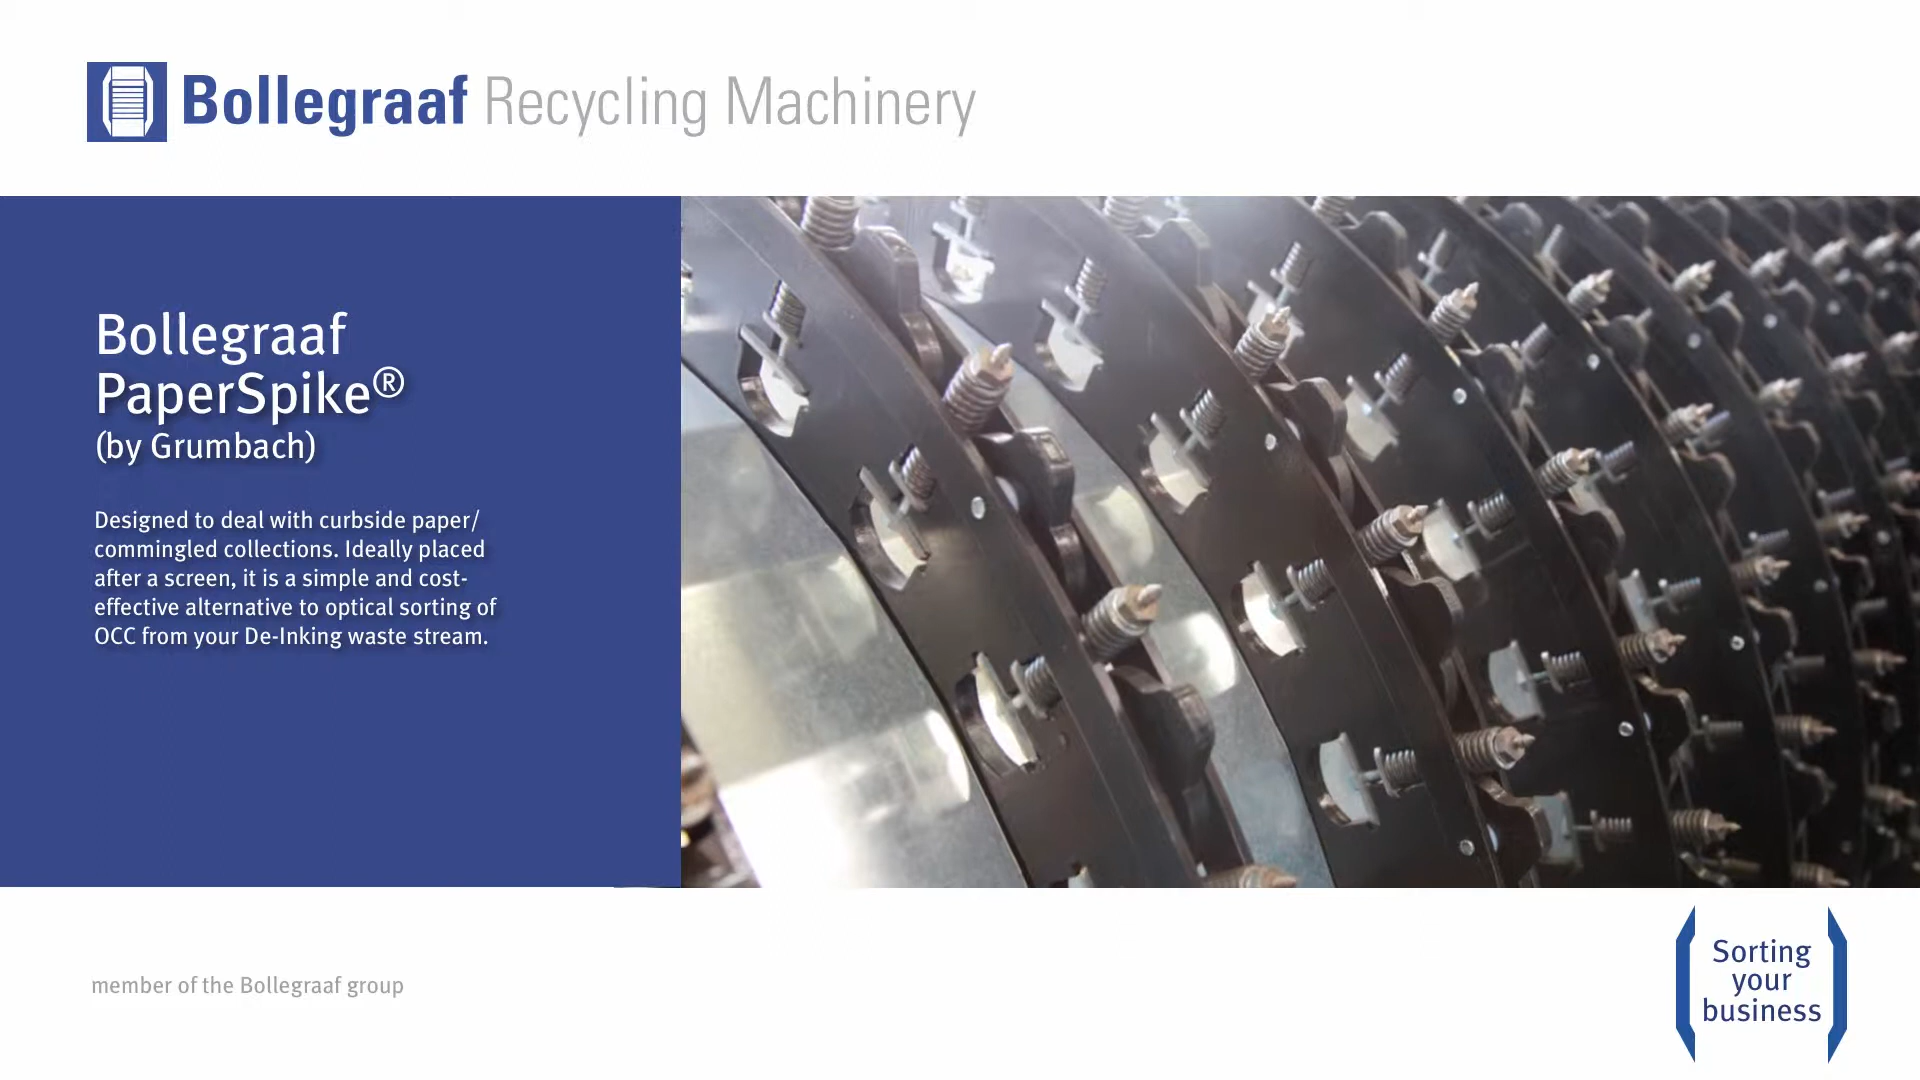 Bollegraaf Recycling Machinery
Bollegraaf
PaperSpike®
(by Grumbach)
Designed to deal with curbside paper/
commingled collections. Ideally placed
after a screen, it is a simple and cost-
effective alternative to optical sorting of
OCC from your De-Inking waste stream.
member of the Bollegraaf group
Sorting
your
business